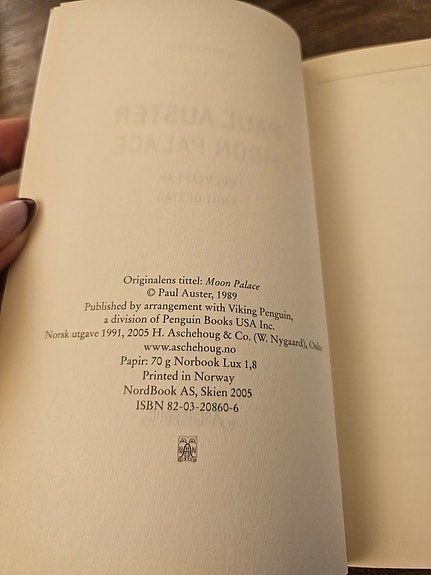 Originalens tittel: Moon Palace
© Paul Auster, 1989
Published by arrangement with Viking Penguin,
a division of Penguin Books USA Inc.
Norsk utgave 1991, 2005 H. Aschehoug & Co. (W. Nygaard), Oslo
www.aschehoug.no
Papir: 70 g Norbook Lux 1,8
Printed in Norway
NordBook AS, Skien 2005
ISBN 82-03-20860-6